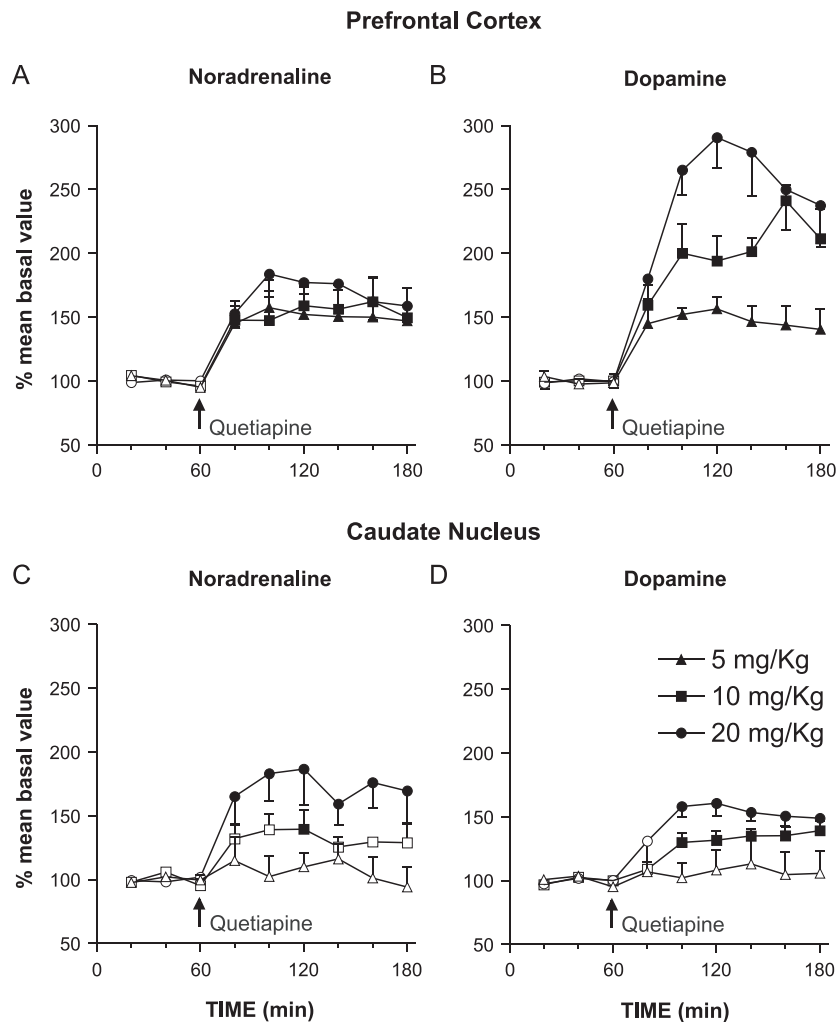 Prefrontal Cortex
A
Noradrenaline
300
250
200
150
100
50
% mean basal value
Quetiapine
0
60
120
180
B
Dopamine
300
250
200
150
100
50
Quetiapine
0
60
120
180
Caudate Nucleus
C
Noradrenaline
300
250
200
150
100
50
% mean basal value
Quetiapine
0
60
120
180
TIME (min)
D
Dopamine
300
250
200
150
100
50
5 mg/Kg
10 mg/Kg
20 mg/Kg
Quetiapine
0
60
120
180
TIME (min)